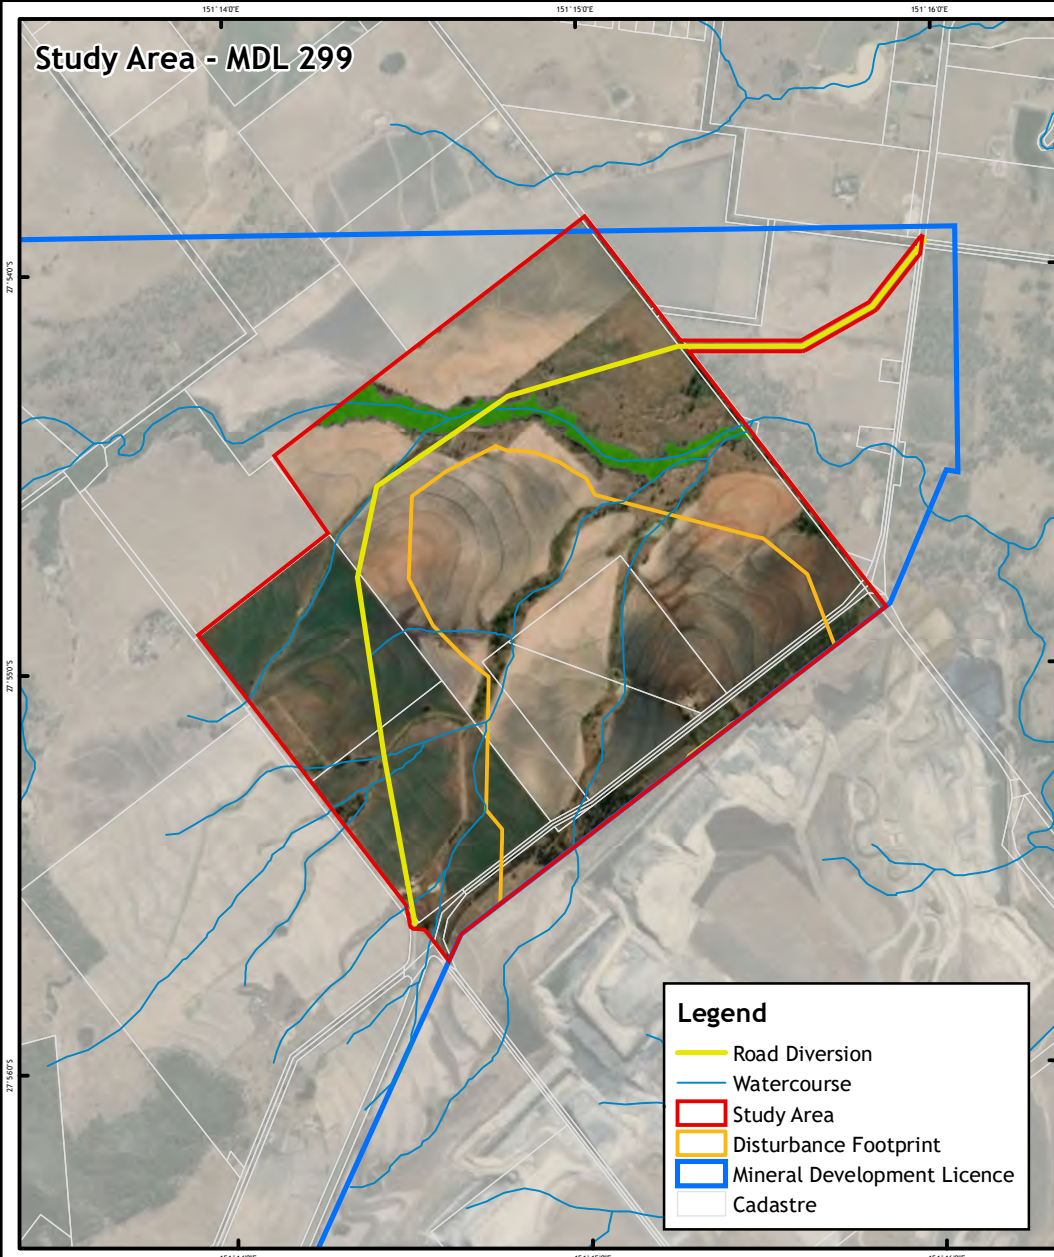 151°14'0"E 151°15'0"E 151°16'0"E
Study Area - MDL 299
27°54'0"S
27°55'0"S
27°56'0"S
Legend
Road Diversion
Watercourse
Study Area
Disturbance Footprint
Mineral Development Licence
Cadastre